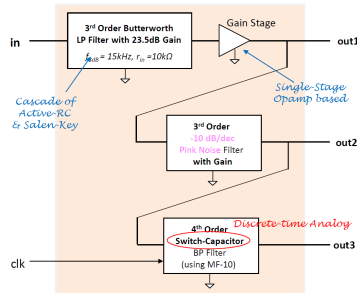 3rd Order Butterworth
LP Filter with 23.5dB Gain
f3dB = 15kHz, rin =10kΩ
Gain Stage
in
out1
Cascade of
Active-RC
& Salen-Key
Single-Stage
Opamp based
3rd Order
-10 dB/dec
Pink Noise Filter
with Gain
out2
Discrete-time Analog
4th Order
Switch-Capacitor
BP Filter
(using MF-10)
out3
clk